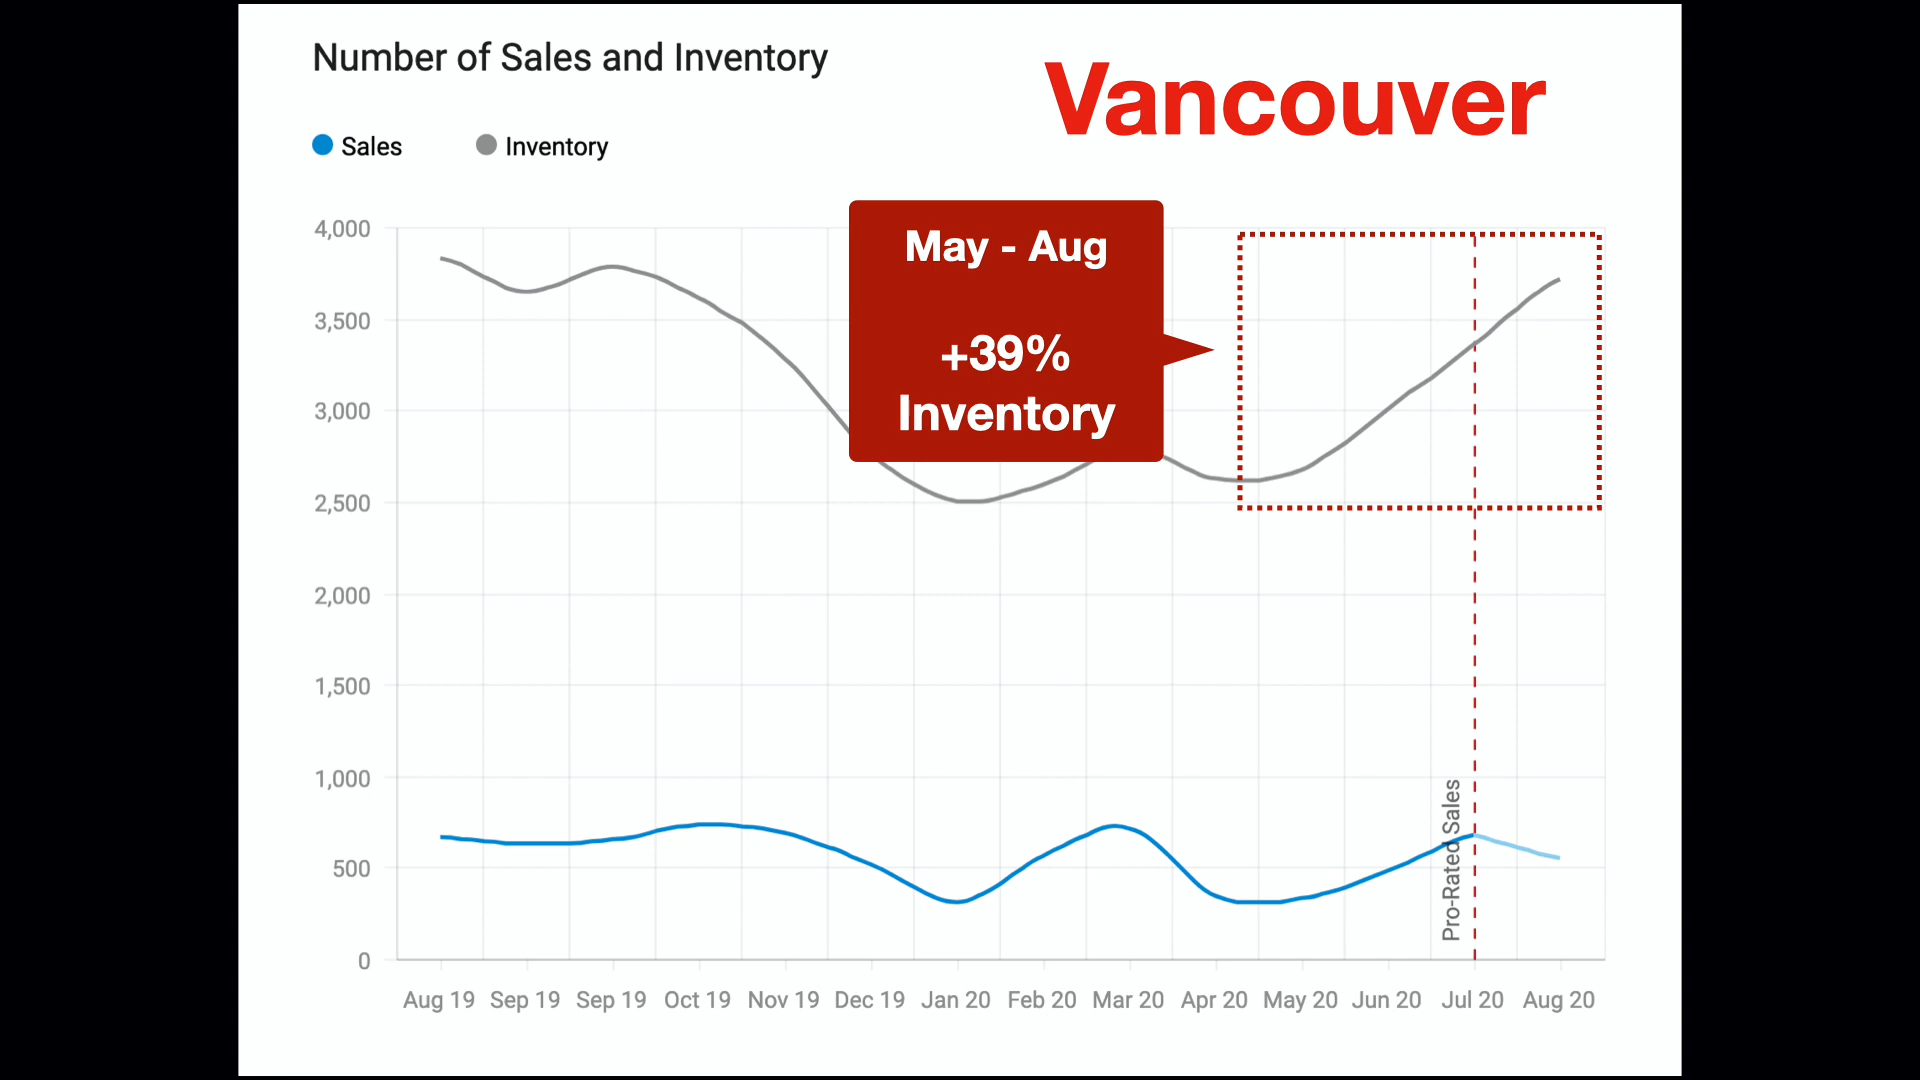 Number of Sales and Inventory
Vancouver
Sales
Inventory
May - Aug
+39%
Inventory
4,000
3,500
3,000
2,500
2,000
1,500
1,000
500
0
Pro-Rated Sales
Aug 19 Sep 19 Sep 19 Oct 19 Nov 19 Dec 19 Jan 20 Feb 20 Mar 20 Apr 20 May 20 Jun 20 Jul 20 Aug 20